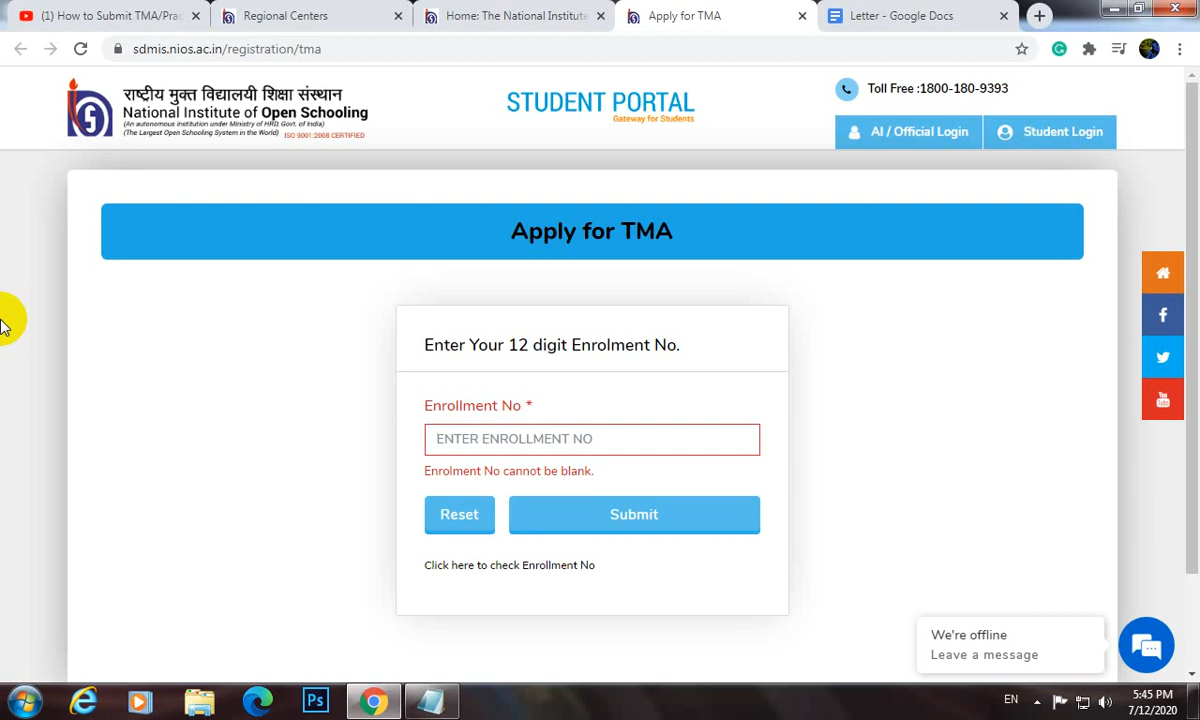 (1) How to Submit TMA/Prac
Regional Centers
Home: The National Institute
Apply for TMA
Letter - Google Docs
sdmis.nios.ac.in/registration/tma
राष्ट्रीय मुक्त विद्यालयी शिक्षा संस्थान
National Institute of Open Schooling
(An autonomous institution under Ministry of HRD, Govt. of India)
(The Largest Open Schooling System in the World) ISO 9001:2008 CERTIFIED
STUDENT PORTAL
Gateway for Students
Toll Free :1800-180-9393
AI / Official Login
Student Login
Apply for TMA
Enter Your 12 digit Enrolment No.
Enrollment No *
ENTER ENROLLMENT NO
Enrolment No cannot be blank.
Reset
Submit
Click here to check Enrollment No
We're offline
Leave a message
Ps
EN
5:45 PM
7/12/2020